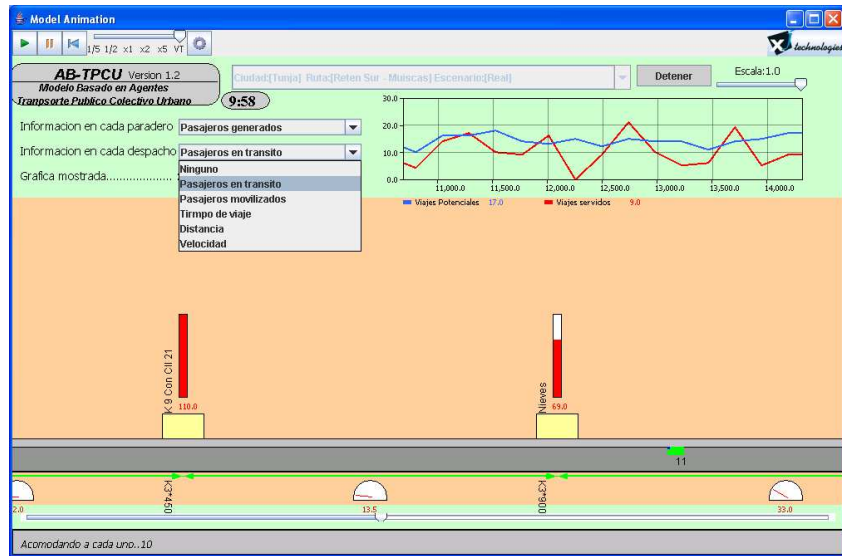 Model Animation
1/5 1/2 x1 x2 x5 VT
technologies
AB-TPCU Version 1.2
Modelo Basado en Agentes
Tranpsorte Publico Colectivo Urbano
9:58
Ciudad:[Tunja] Ruta:[Reten Sur - Muiscas] Escenario:[Real]
Detener
Escala:1.0
Informacion en cada paradero Pasajeros generados
Informacion en cada despacho Pasajeros en transito
Grafica mostrada
Ninguno
Pasajeros en transito
Pasajeros movilizados
Tirmpo de viaje
Distancia
Velocidad
30.0
20.0
10.0
0.0
11,000.0 11,500.0 12,000.0 12,500.0 13,000.0 13,500.0 14,000.0
Viajes Potenciales 17.0 Viajes servidos 9.0
K 9 Con Cll 21
110.0
Nieves
69.0
11
K3*450
K3*900
2.0
13.5
33.0
Acomodando a cada uno..10